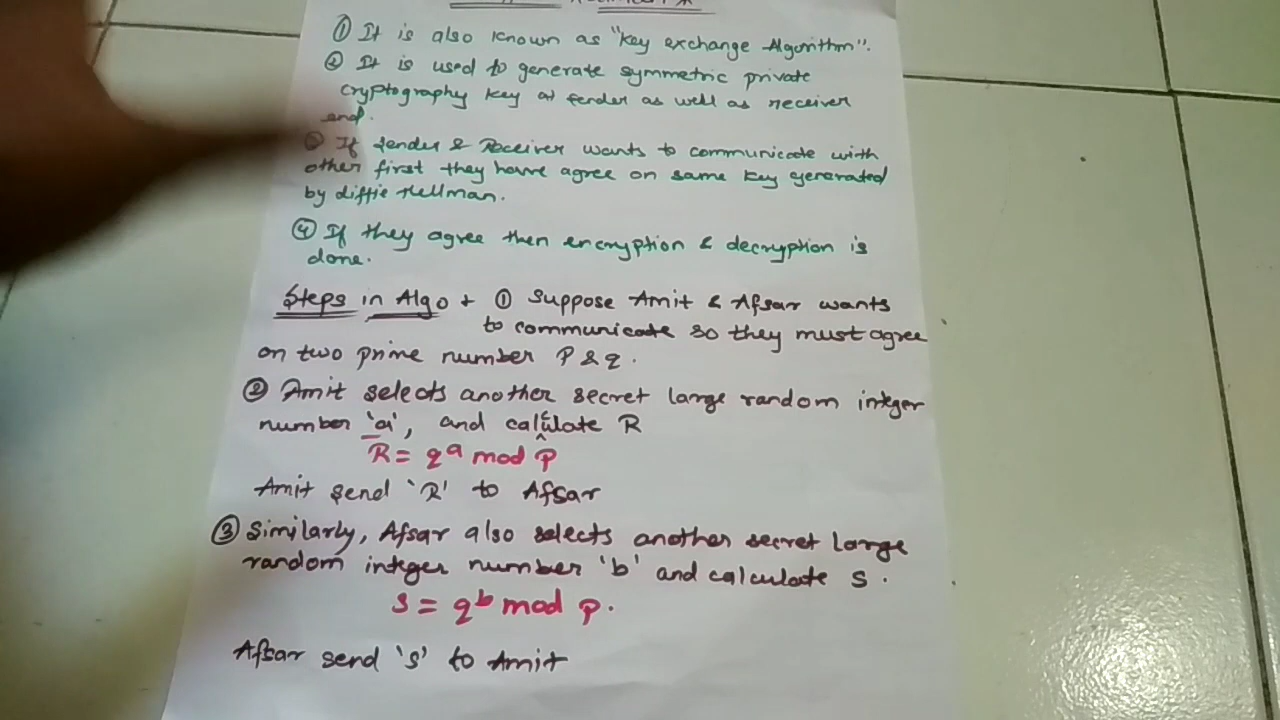 ① It is also known as "key exchange Algorithm".
② It is used to generate symmetric private
cryptography key at sender as well as receiver
end.
③ If sender & Receiver wants to communicate with
other first they have agree on same key generated
by diffie Hellman.
④ If they agree then encryption & decryption is
done.
Steps in Algo → ① Suppose Amit & Afsar wants
to communicate so they must agree
on two prime number P & q.
② Amit selects another secret large random integer
number 'a', and calculate R
R = q^a mod p
Amit send 'R' to Afsar
③ Similarly, Afsar also selects another secret large
random integer number 'b' and calculate S.
S = q^b mod p.
Afsar send 'S' to Amit